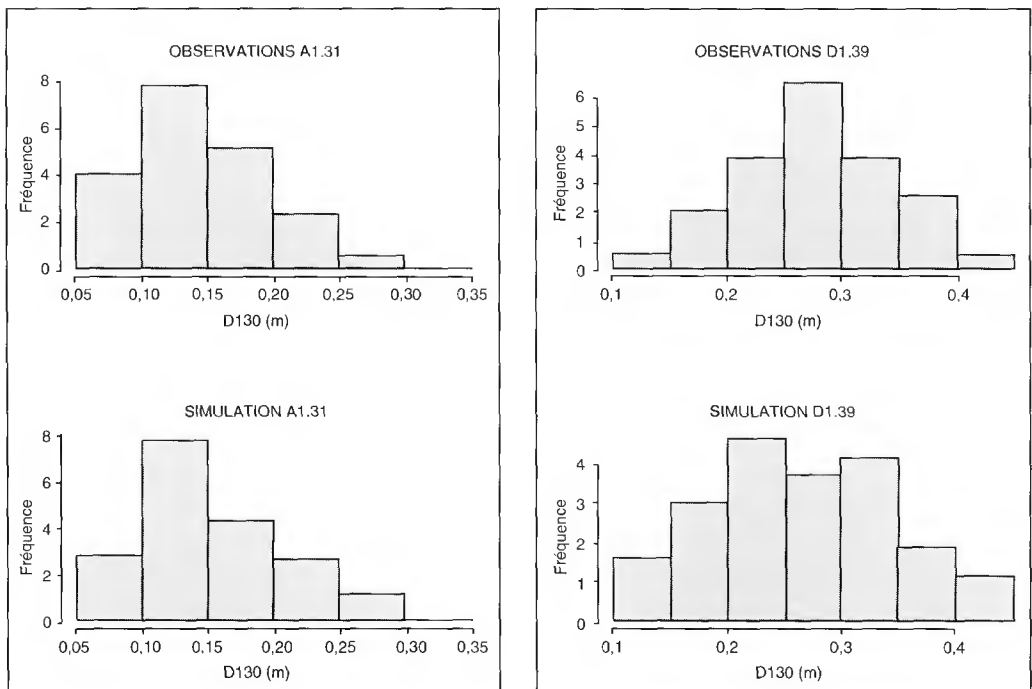 OBSERVATIONS A1.31
8
6
4
2
0
Fréquence
0,05 0,10 0,15 0,20 0,25 0,30 0,35
D130 (m)
SIMULATION A1.31
8
6
4
2
0
Fréquence
0,05 0,10 0,15 0,20 0,25 0,30 0,35
D130 (m)
OBSERVATIONS D1.39
6
5
4
3
2
1
0
Fréquence
0,1 0,2 0,3 0,4
D130 (m)
SIMULATION D1.39
4
3
2
1
0
Fréquence
0,1 0,2 0,3 0,4
D130 (m)